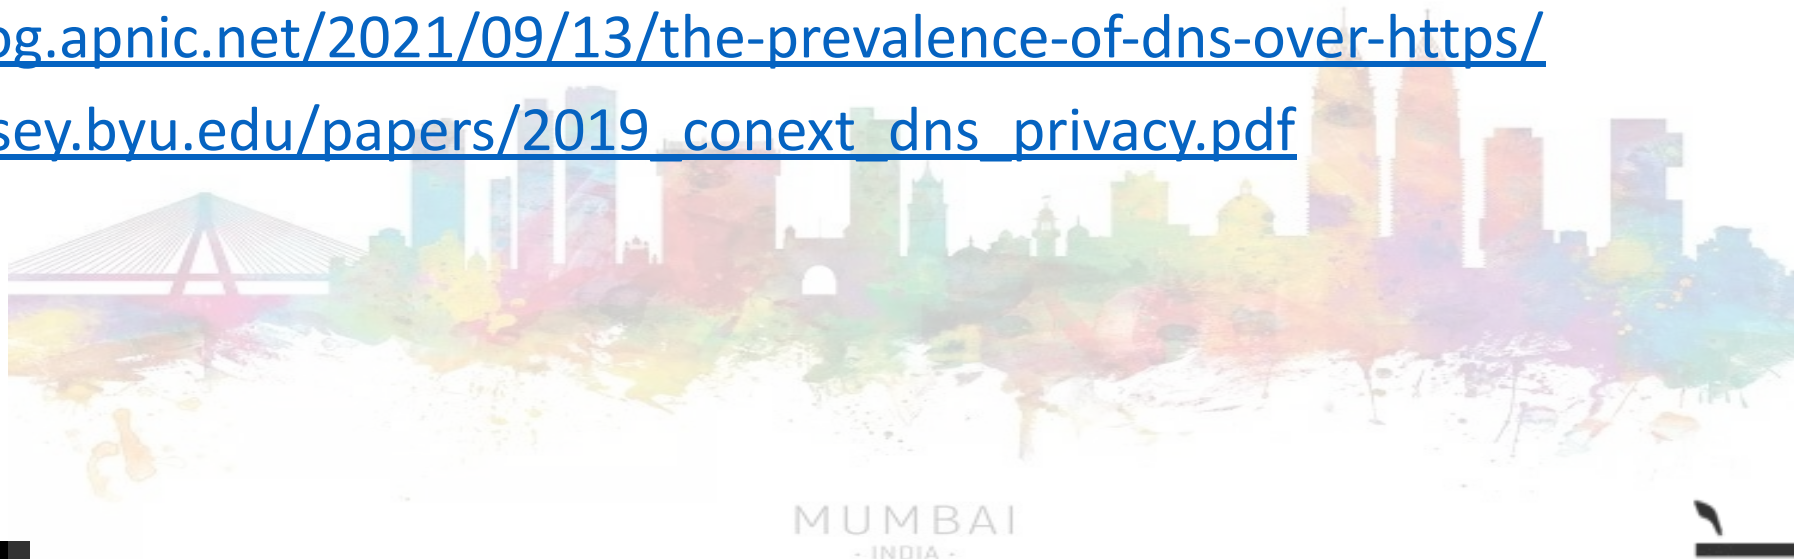 og.apnic.net/2021/09/13/the-prevalence-of-dns-over-https/
sey.byu.edu/papers/2019_conext_dns_privacy.pdf
MUMBAI
- INDIA -